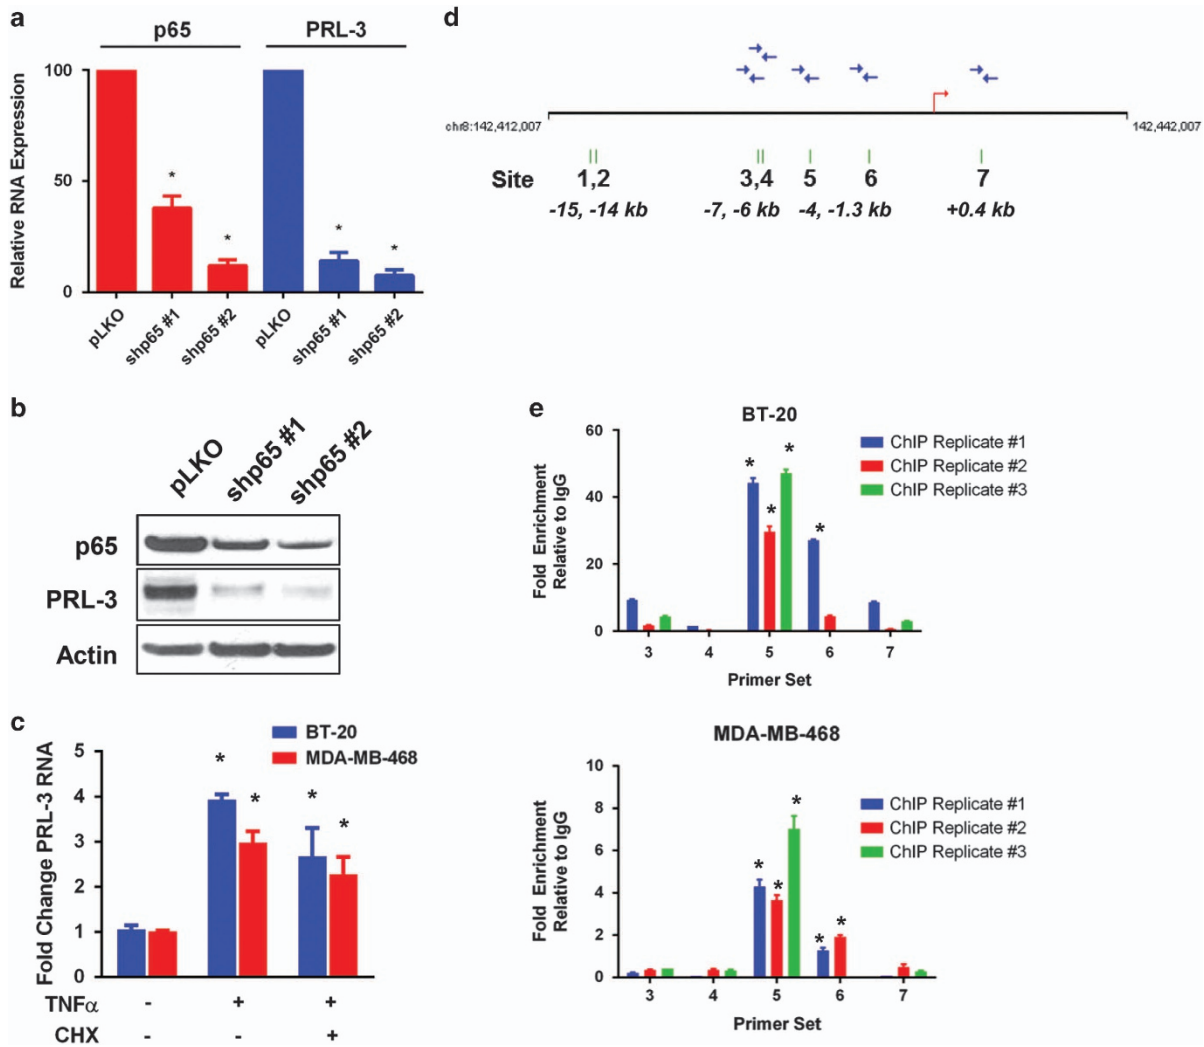 a
p65 PRL-3
Relative RNA Expression
100
50
0
pLKO
shp65 #1
shp65 #2
pLKO
shp65 #1
shp65 #2
* * * *
b
pLKO
shp65 #1
shp65 #2
p65
PRL-3
Actin
c
BT-20
MDA-MB-468
Fold Change PRL-3 RNA
5
4
3
2
1
0
* * * *
TNFα - + +
CHX - - +
d
chr8:142,412,007 142,442,007
Site 1,2 3,4 5 6 7
-15, -14 kb -7, -6 kb -4, -1.3 kb +0.4 kb
e
BT-20
Fold Enrichment
Relative to IgG
60
40
20
0
* * * *
ChIP Replicate #1
ChIP Replicate #2
ChIP Replicate #3
3 4 5 6 7
Primer Set
MDA-MB-468
Fold Enrichment
Relative to IgG
10
8
6
4
2
0
* * * * *
ChIP Replicate #1
ChIP Replicate #2
ChIP Replicate #3
3 4 5 6 7
Primer Set